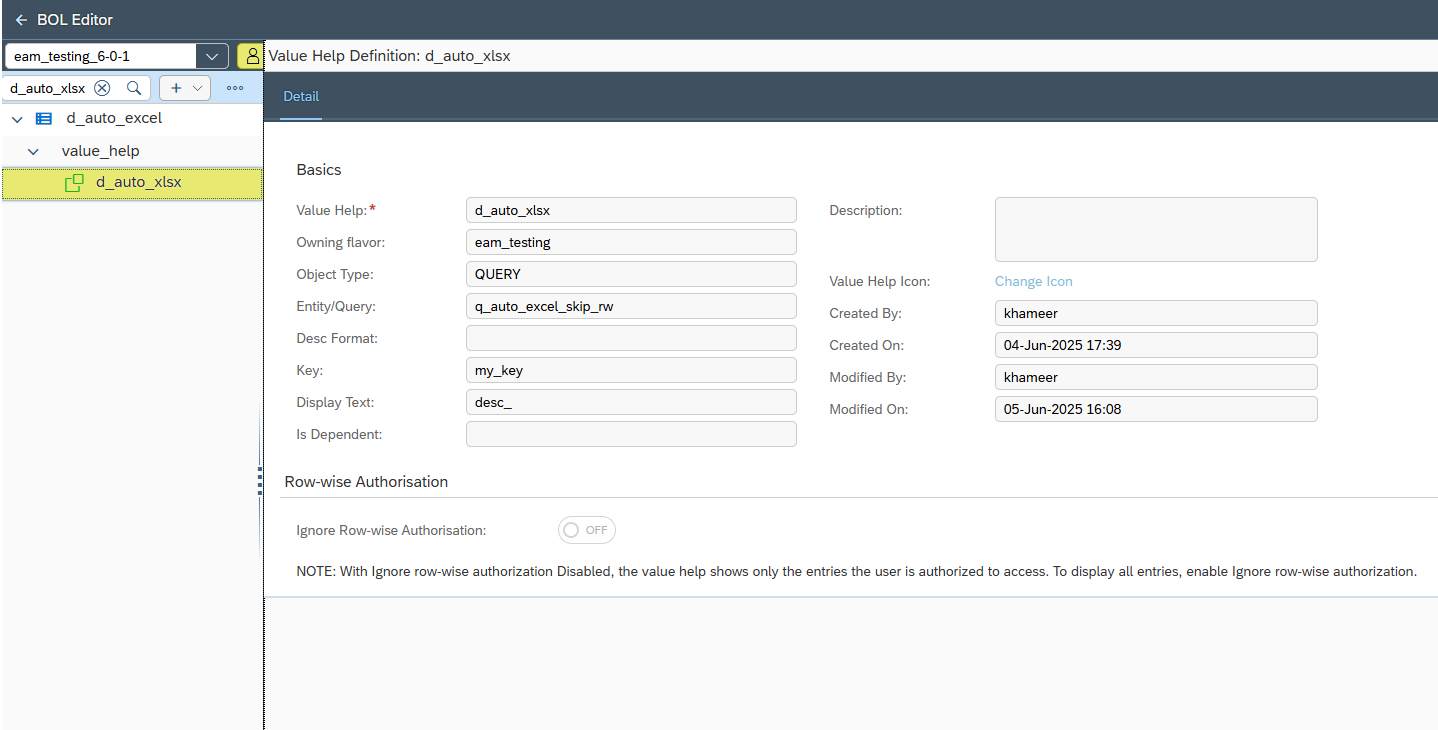 BOL Editor
eam_testing_6-0-1
Value Help Definition: d_auto_xlsx
d_auto_xlsx
Detail
d_auto_excel
value_help
d_auto_xlsx
Basics
Value Help:* d_auto_xlsx
Description:
Owning flavor: eam_testing
Object Type: QUERY
Value Help Icon: Change Icon
Entity/Query: q_auto_excel_skip_rw
Created By: khameer
Desc Format:
Created On: 04-Jun-2025 17:39
Key: my_key
Modified By: khameer
Display Text: desc_
Modified On: 05-Jun-2025 16:08
Is Dependent:
Row-wise Authorisation
Ignore Row-wise Authorisation: OFF
NOTE: With Ignore row-wise authorization Disabled, the value help shows only the entries the user is authorized to access. To display all entries, enable Ignore row-wise authorization.